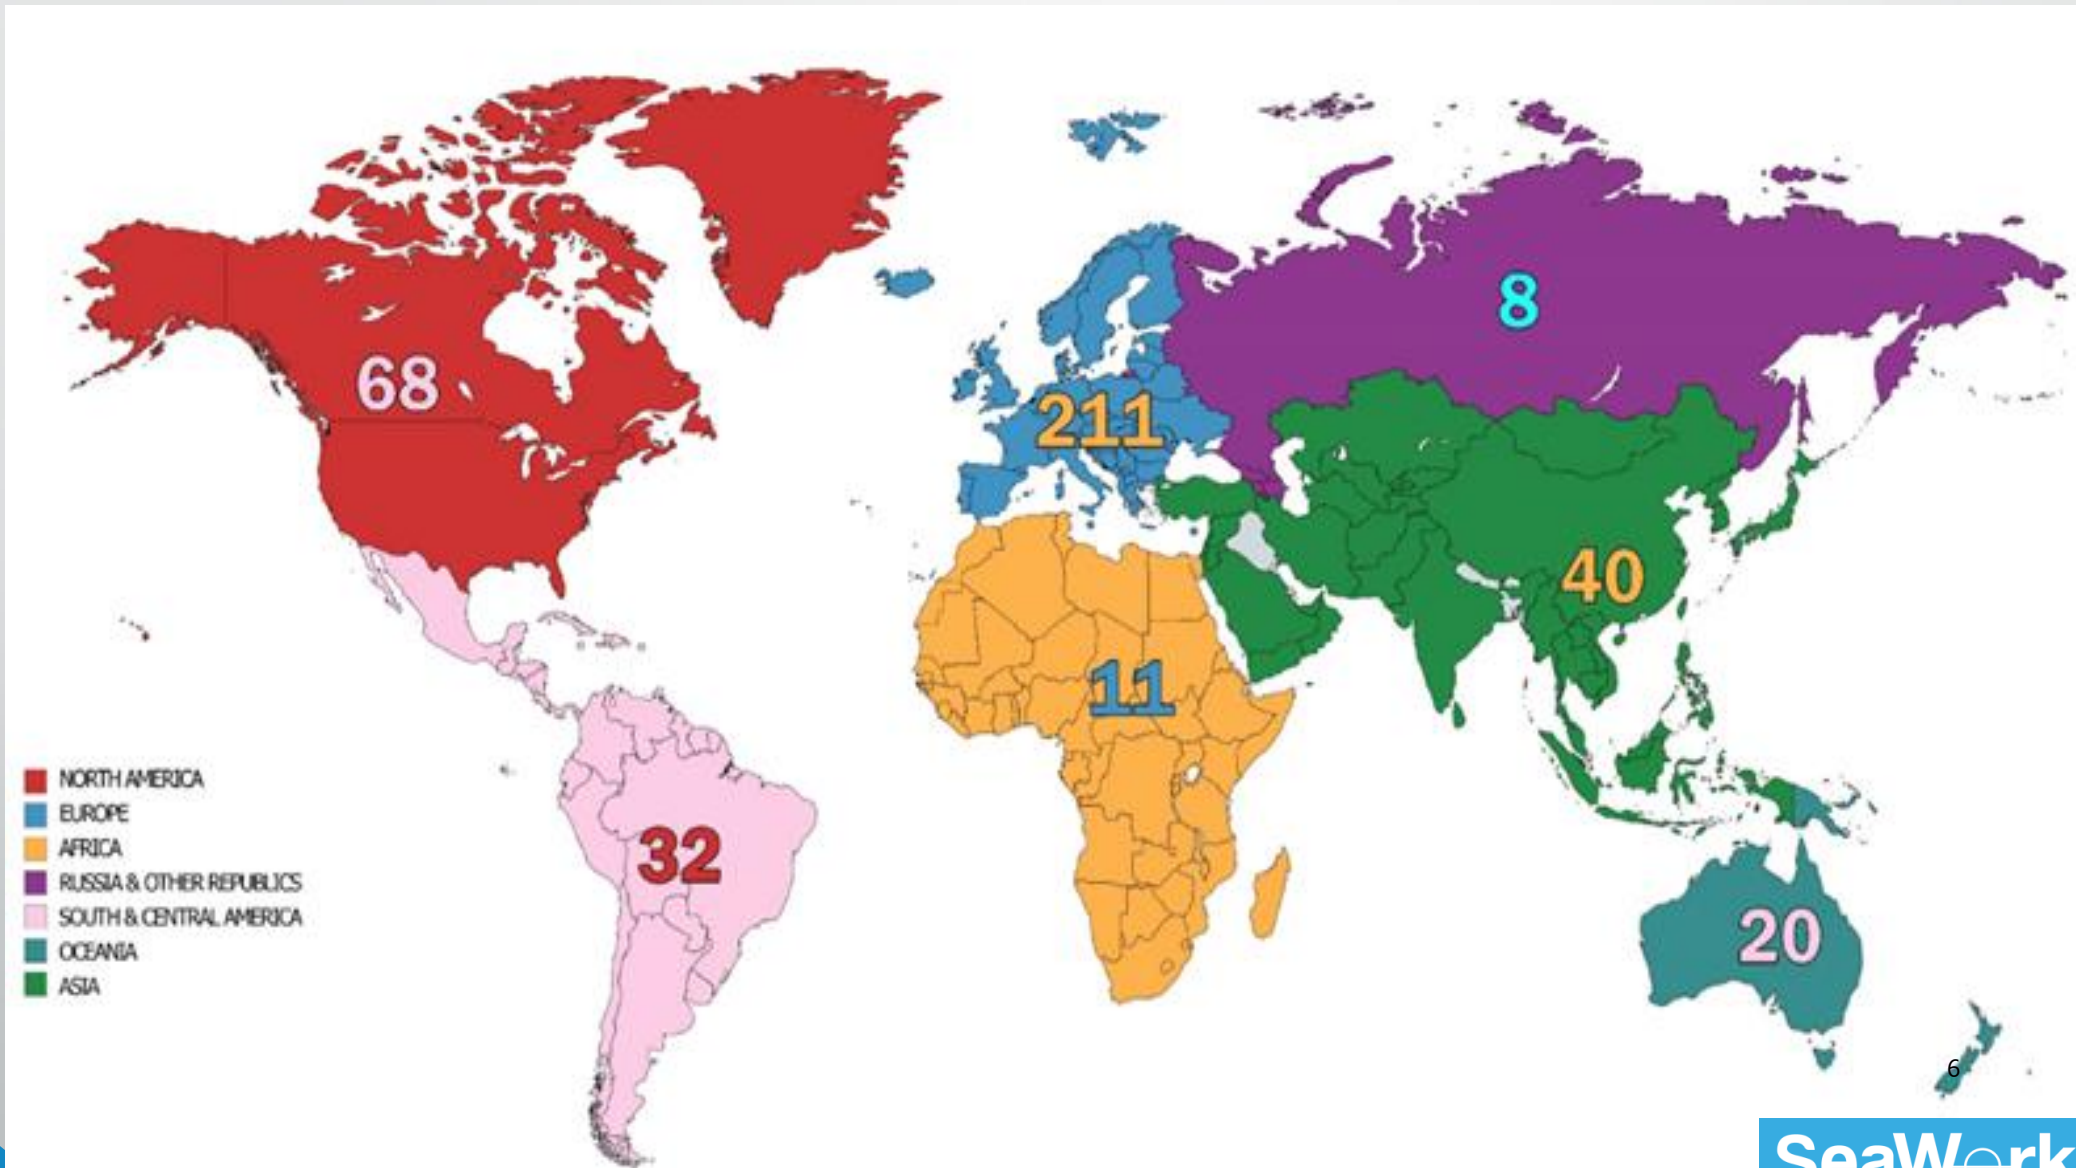 8
68
211
40
11
32
20
NORTH AMERICA
EUROPE
AFRICA
RUSSIA & OTHER REPUBLICS
SOUTH & CENTRAL AMERICA
OCEANIA
ASIA
6
SeaWork